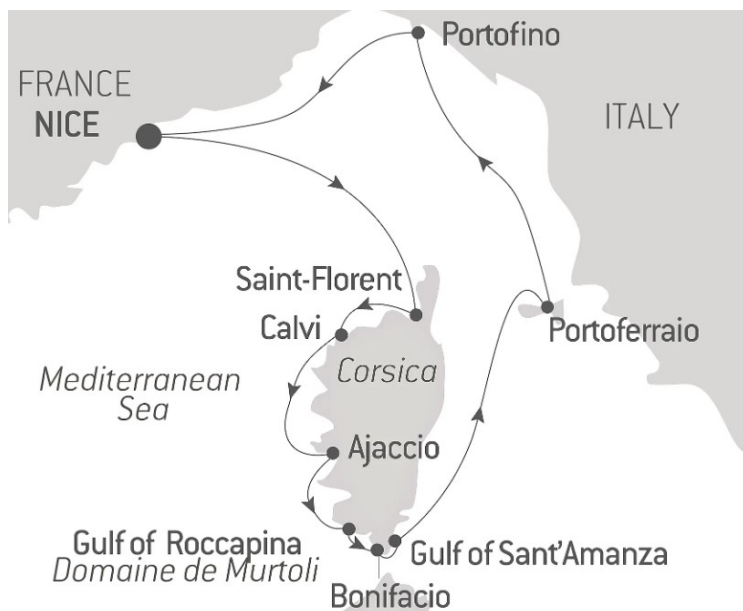 Portofino
FRANCE
NICE
ITALY
Saint-Florent
Calvi
Portoferraio
Corsica
Mediterranean
Sea
Ajaccio
Gulf of Roccapina
Domaine de Murtoli
Gulf of Sant'Amanza
Bonifacio